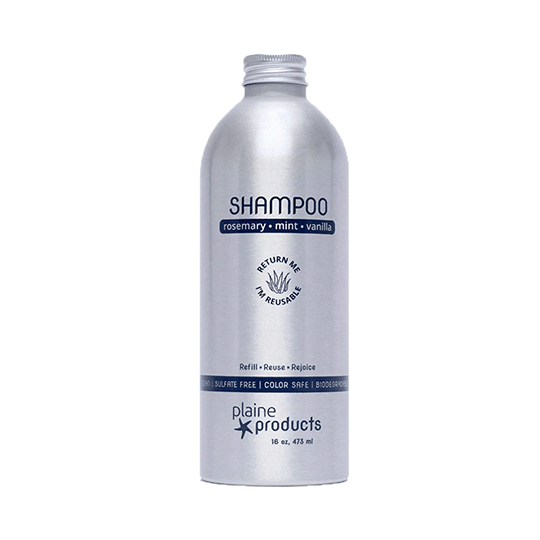 SHAMPOO
rosemary • mint • vanilla
RETURN ME
I'M REUSABLE
Refill • Reuse • Rejoice
| SULFATE FREE | COLOR SAFE |
plaine
products
16 oz, 473 ml